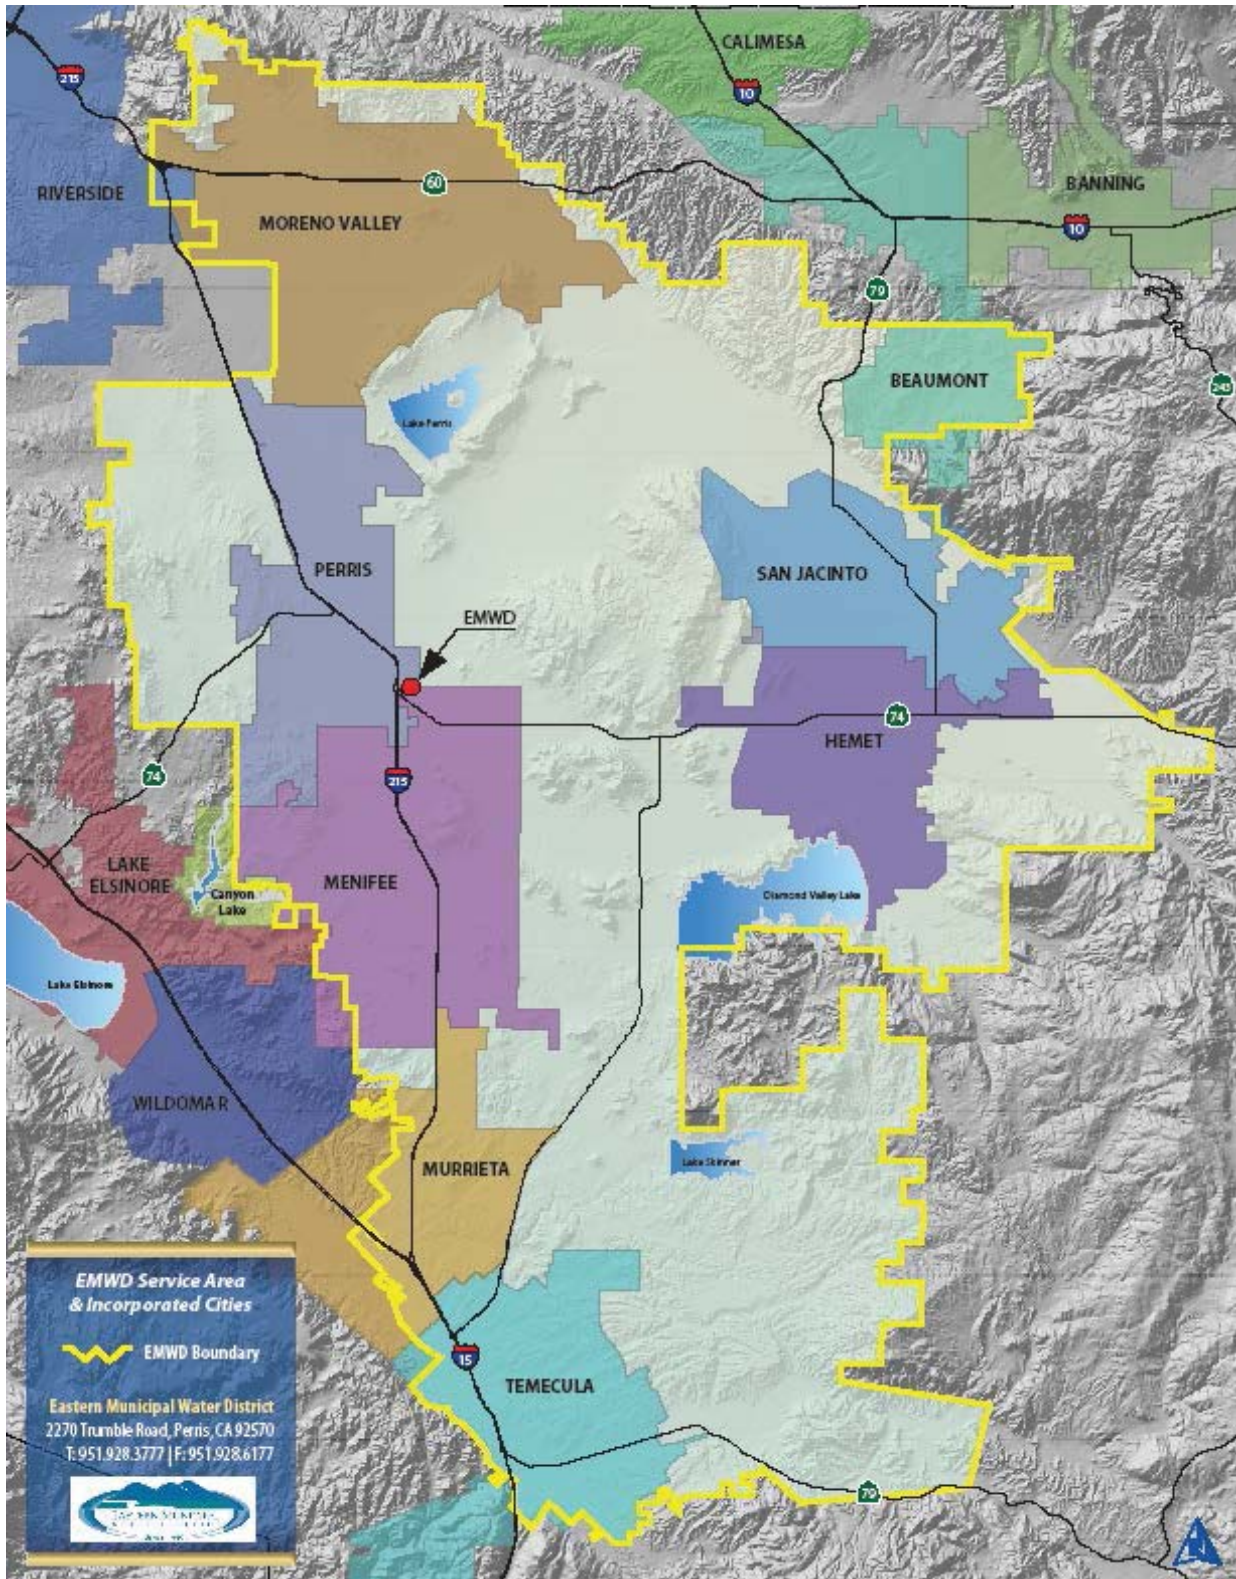 CALIMESA
215
10
RIVERSIDE
60
BANNING
MORENO VALLEY
10
79
BEAUMONT
243
Lake Perris
PERRIS
SAN JACINTO
EMWD
74
HEMET
74
215
LAKE
ELSINORE
MENIFEE
Canyon
Lake
Diamond Valley Lake
Lake Elsinore
WILDOMAR
MURRIETA
Lake Skinner
15
TEMECULA
79
EMWD Service Area
& Incorporated Cities
EMWD Boundary
Eastern Municipal Water District
2270 Trumble Road, Perris, CA 92570
T: 951.928.3777 | F: 951.928.6177